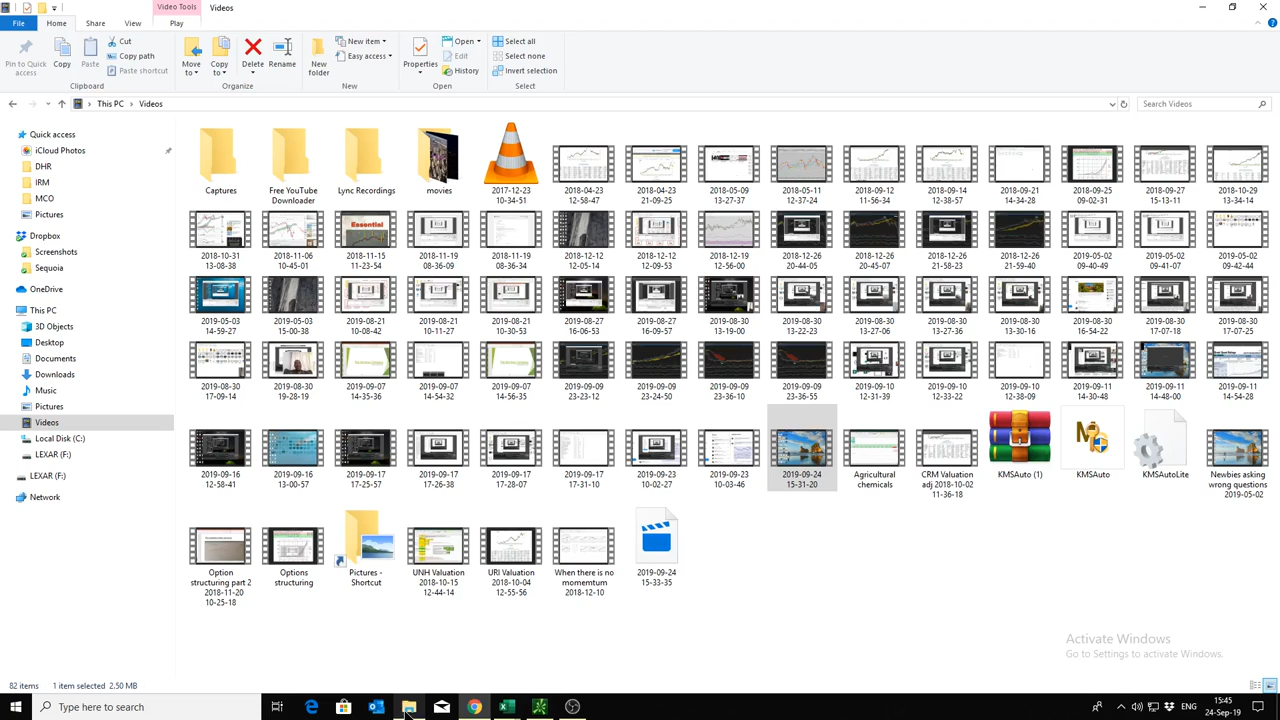 Video Tools
Videos
File
Home
Share
View
Play
Pin to Quick access
Copy
Paste
Cut
Copy path
Paste shortcut
Clipboard
Move to
Copy to
Delete
Rename
Organize
New folder
New item
Easy access
New
Properties
Open
Edit
History
Open
Select all
Select none
Invert selection
Select
This PC
Videos
Search Videos
Quick access
iCloud Photos
DHR
IRM
MCO
Pictures
Dropbox
Screenshots
Sequoia
OneDrive
This PC
3D Objects
Desktop
Documents
Downloads
Music
Pictures
Videos
Local Disk (C:)
LEXAR (F:)
LEXAR (F:)
Network
Captures
Free YouTube Downloader
Lync Recordings
movies
2017-12-23 10-34-51
2018-04-23 12-58-47
2018-04-23 21-09-25
2018-05-09 13-27-37
2018-05-11 12-37-24
2018-09-12 11-56-34
2018-09-14 12-38-57
2018-09-21 14-34-28
2018-09-25 09-02-31
2018-09-27 15-13-11
2018-10-29 13-34-14
2018-10-31 13-08-38
2018-11-06 10-45-01
Essential
2018-11-15 11-23-54
2018-11-19 08-36-09
2018-11-19 08-36-34
2018-12-12 12-05-14
2018-12-12 12-09-53
2018-12-19 12-56-00
2018-12-26 20-44-05
2018-12-26 20-45-07
2018-12-26 21-58-23
2018-12-26 21-59-40
2019-05-02 09-40-49
2019-05-02 09-41-07
2019-05-02 09-42-44
2019-05-03 14-59-27
2019-05-03 15-00-38
2019-08-21 10-08-42
2019-08-21 10-11-27
2019-08-21 10-30-53
2019-08-27 16-06-53
2019-08-27 16-09-57
2019-08-30 13-19-00
2019-08-30 13-22-23
2019-08-30 13-27-06
2019-08-30 13-27-36
2019-08-30 13-30-16
2019-08-30 16-54-22
2019-08-30 17-07-18
2019-08-30 17-07-25
2019-08-30 17-09-14
2019-08-30 19-28-19
2019-09-07 14-35-36
2019-09-07 14-54-32
2019-09-07 14-56-35
2019-09-09 23-23-12
2019-09-09 23-24-50
2019-09-09 23-36-10
2019-09-09 23-36-55
2019-09-10 12-31-39
2019-09-10 12-33-22
2019-09-10 12-38-09
2019-09-11 14-30-48
2019-09-11 14-48-00
2019-09-11 14-54-28
2019-09-16 12-58-41
2019-09-16 13-00-57
2019-09-17 17-25-57
2019-09-17 17-26-38
2019-09-17 17-28-07
2019-09-17 17-31-10
2019-09-23 10-02-27
2019-09-23 10-03-46
2019-09-24 15-31-20
Agricultural chemicals
CRM Valuation adj 2018-10-02 11-36-18
KMSAuto (1)
KMSAuto
KMSAutoLite
Newbies asking wrong questions 2019-05-02
Option structuring part 2 2018-11-20 10-25-18
Options structuring
Pictures - Shortcut
UNH Valuation 2018-10-15 12-44-14
URI Valuation 2018-10-04 12-55-56
When there is no momemtum 2018-12-10
2019-09-24 15-33-35
Activate Windows
Go to Settings to activate Windows.
82 items
1 item selected 2.50 MB
Type here to search
15:45
24-Sep-19